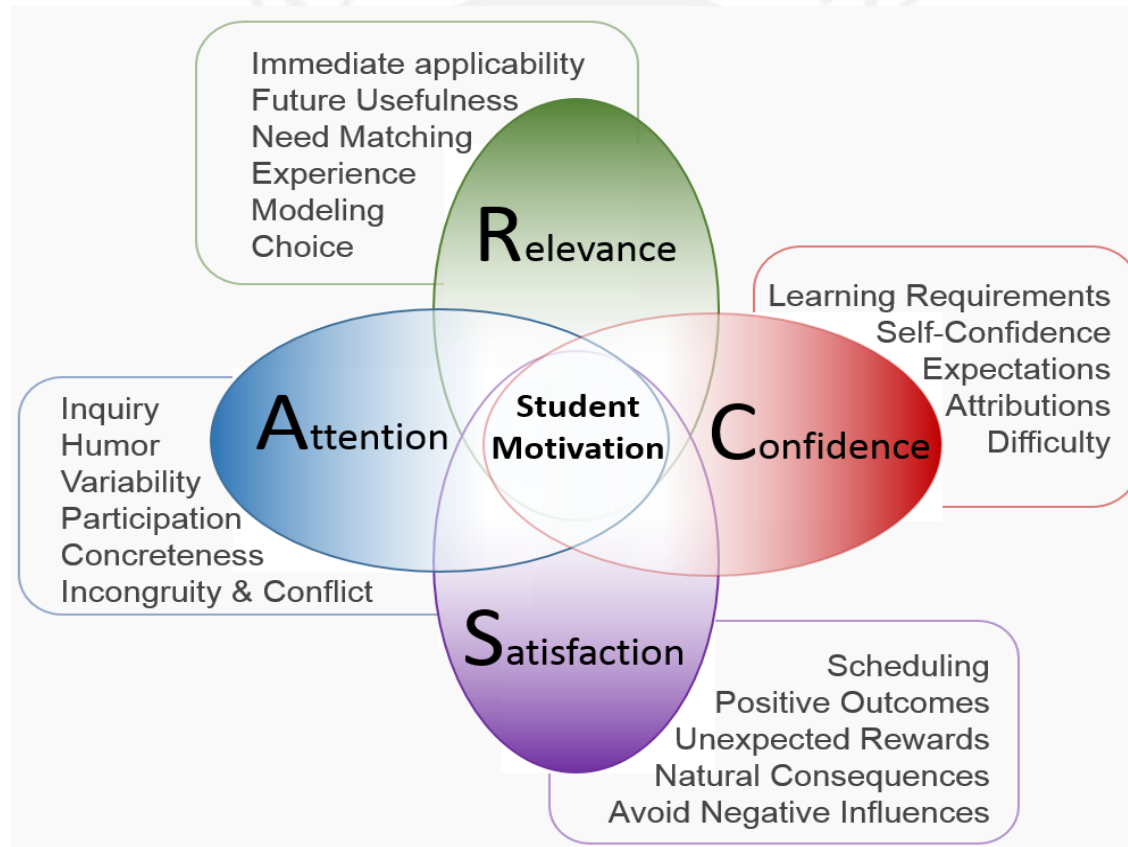 Immediate applicability
Future Usefulness
Need Matching
Experience
Modeling
Choice
Relevance
Learning Requirements
Self-Confidence
Expectations
Attributions
Difficulty
Inquiry
Humor
Variability
Participation
Concreteness
Incongruity & Conflict
Attention
Student
Motivation
Confidence
Satisfaction
Scheduling
Positive Outcomes
Unexpected Rewards
Natural Consequences
Avoid Negative Influences